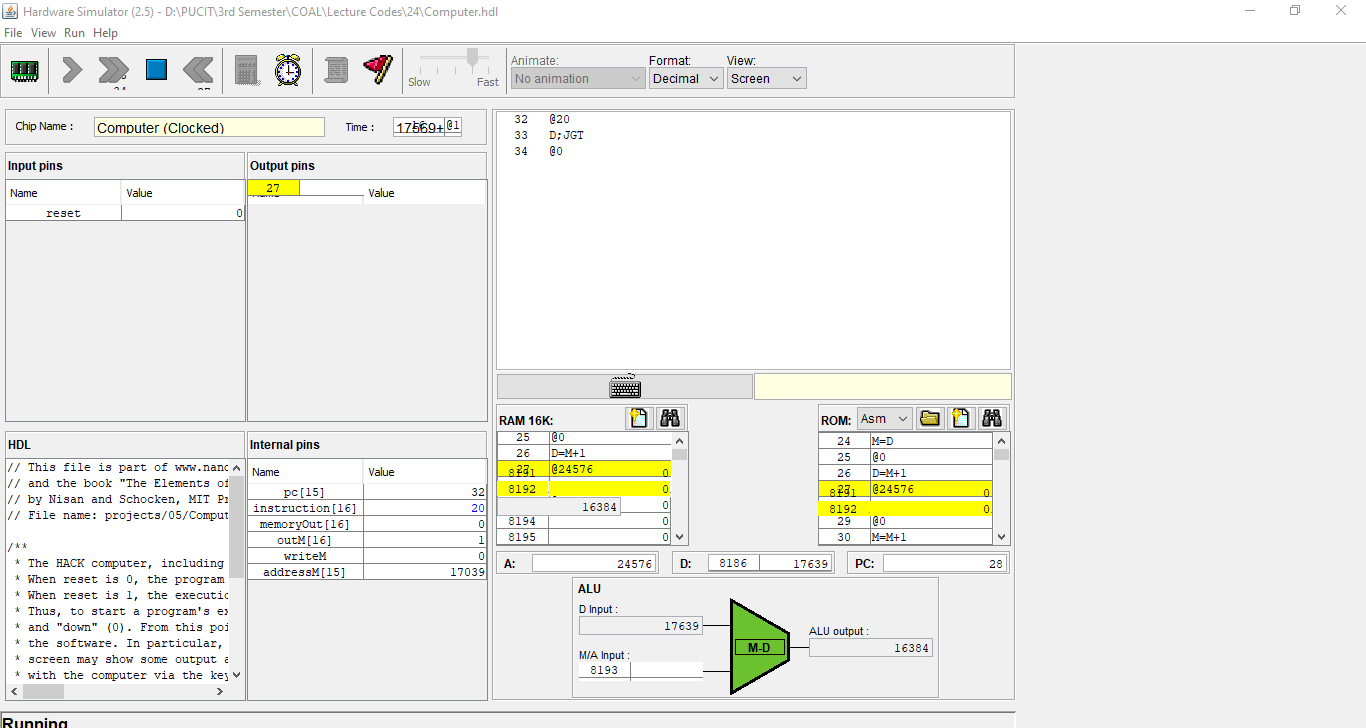 Hardware Simulator (2.5) - D:\PUCIT\3rd Semester\COAL\Lecture Codes\24\Computer.hdl
File View Run Help
Animate: Format: View:
Slow Fast No animation Decimal Screen
Chip Name : Computer (Clocked) Time : 17569+ @1
32 @20
33 D;JGT
34 @0
Input pins
Name Value
reset 0
Output pins
27
Value
RAM 16K:
25 @0
26 D=M+1
27 @24576 0
8192 0
16384 0
8194 0
8195 0
ROM: Asm
24 M=D
25 @0
26 D=M+1
27 @24576 0
8192 0
29 @0
30 M=M+1
HDL
// This file is part of www.nand
// and the book "The Elements of
// by Nisan and Schocken, MIT Pr
// File name: projects/05/Comput
/**
* The HACK computer, including
* When reset is 0, the program
* When reset is 1, the executic
* Thus, to start a program's ex
* and "down" (0). From this poi
* the software. In particular,
* screen may show some output a
* with the computer via the key
Internal pins
Name Value
pc[15] 32
instruction[16] 20
memoryOut[16] 0
outM[16] 1
writeM 0
addressM[15] 17039
A: 24576 D: 8186 17639 PC: 28
ALU
D Input :
17639
M/A Input :
8193
M-D
ALU output :
16384
Running